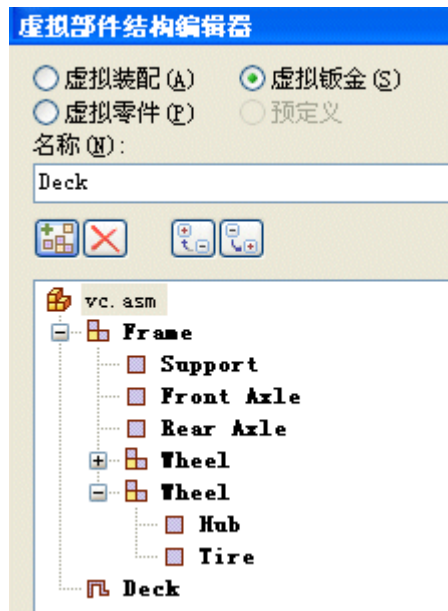 虚拟部件结构编辑器
虚拟装配(A) 虚拟钣金(S)
虚拟零件(P) 预定义
名称(N):
Deck
vc.asm
Frame
Support
Front Axle
Rear Axle
Wheel
Wheel
Hub
Tire
Deck